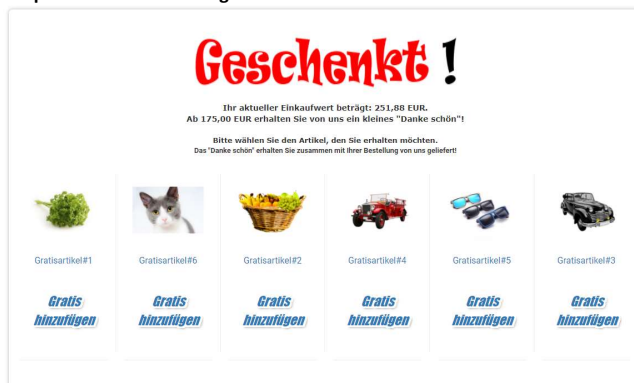 Geschenkt !
Ihr aktueller Einkaufwert beträgt: 251,88 EUR.
Ab 175,00 EUR erhalten Sie von uns ein kleines "Danke schön"!
Bitte wählen Sie den Artikel, den Sie erhalten möchten.
Das "Danke schön" erhalten Sie zusammen mit Ihrer Bestellung von uns geliefert!
Gratisartikel#1 Gratisartikel#6 Gratisartikel#2 Gratisartikel#4 Gratisartikel#5 Gratisartikel#3
Gratis Gratis Gratis Gratis Gratis Gratis
hinzufügen hinzufügen hinzufügen hinzufügen hinzufügen hinzufügen